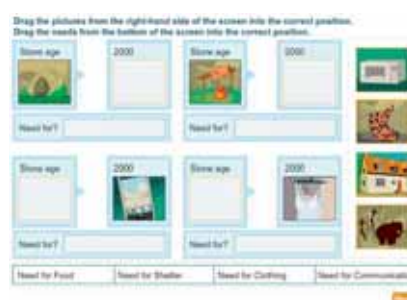 Drag the pictures from the right-hand side of the screen into the correct position.
Drag the needs from the bottom of the screen into the correct position.
Stone age 2000 Stone age 2000
Need for? Need for?
Stone age 2000 Stone age 2000
Need for? Need for?
Need for Food Need for Shelter Need for Clothing Need for Communication